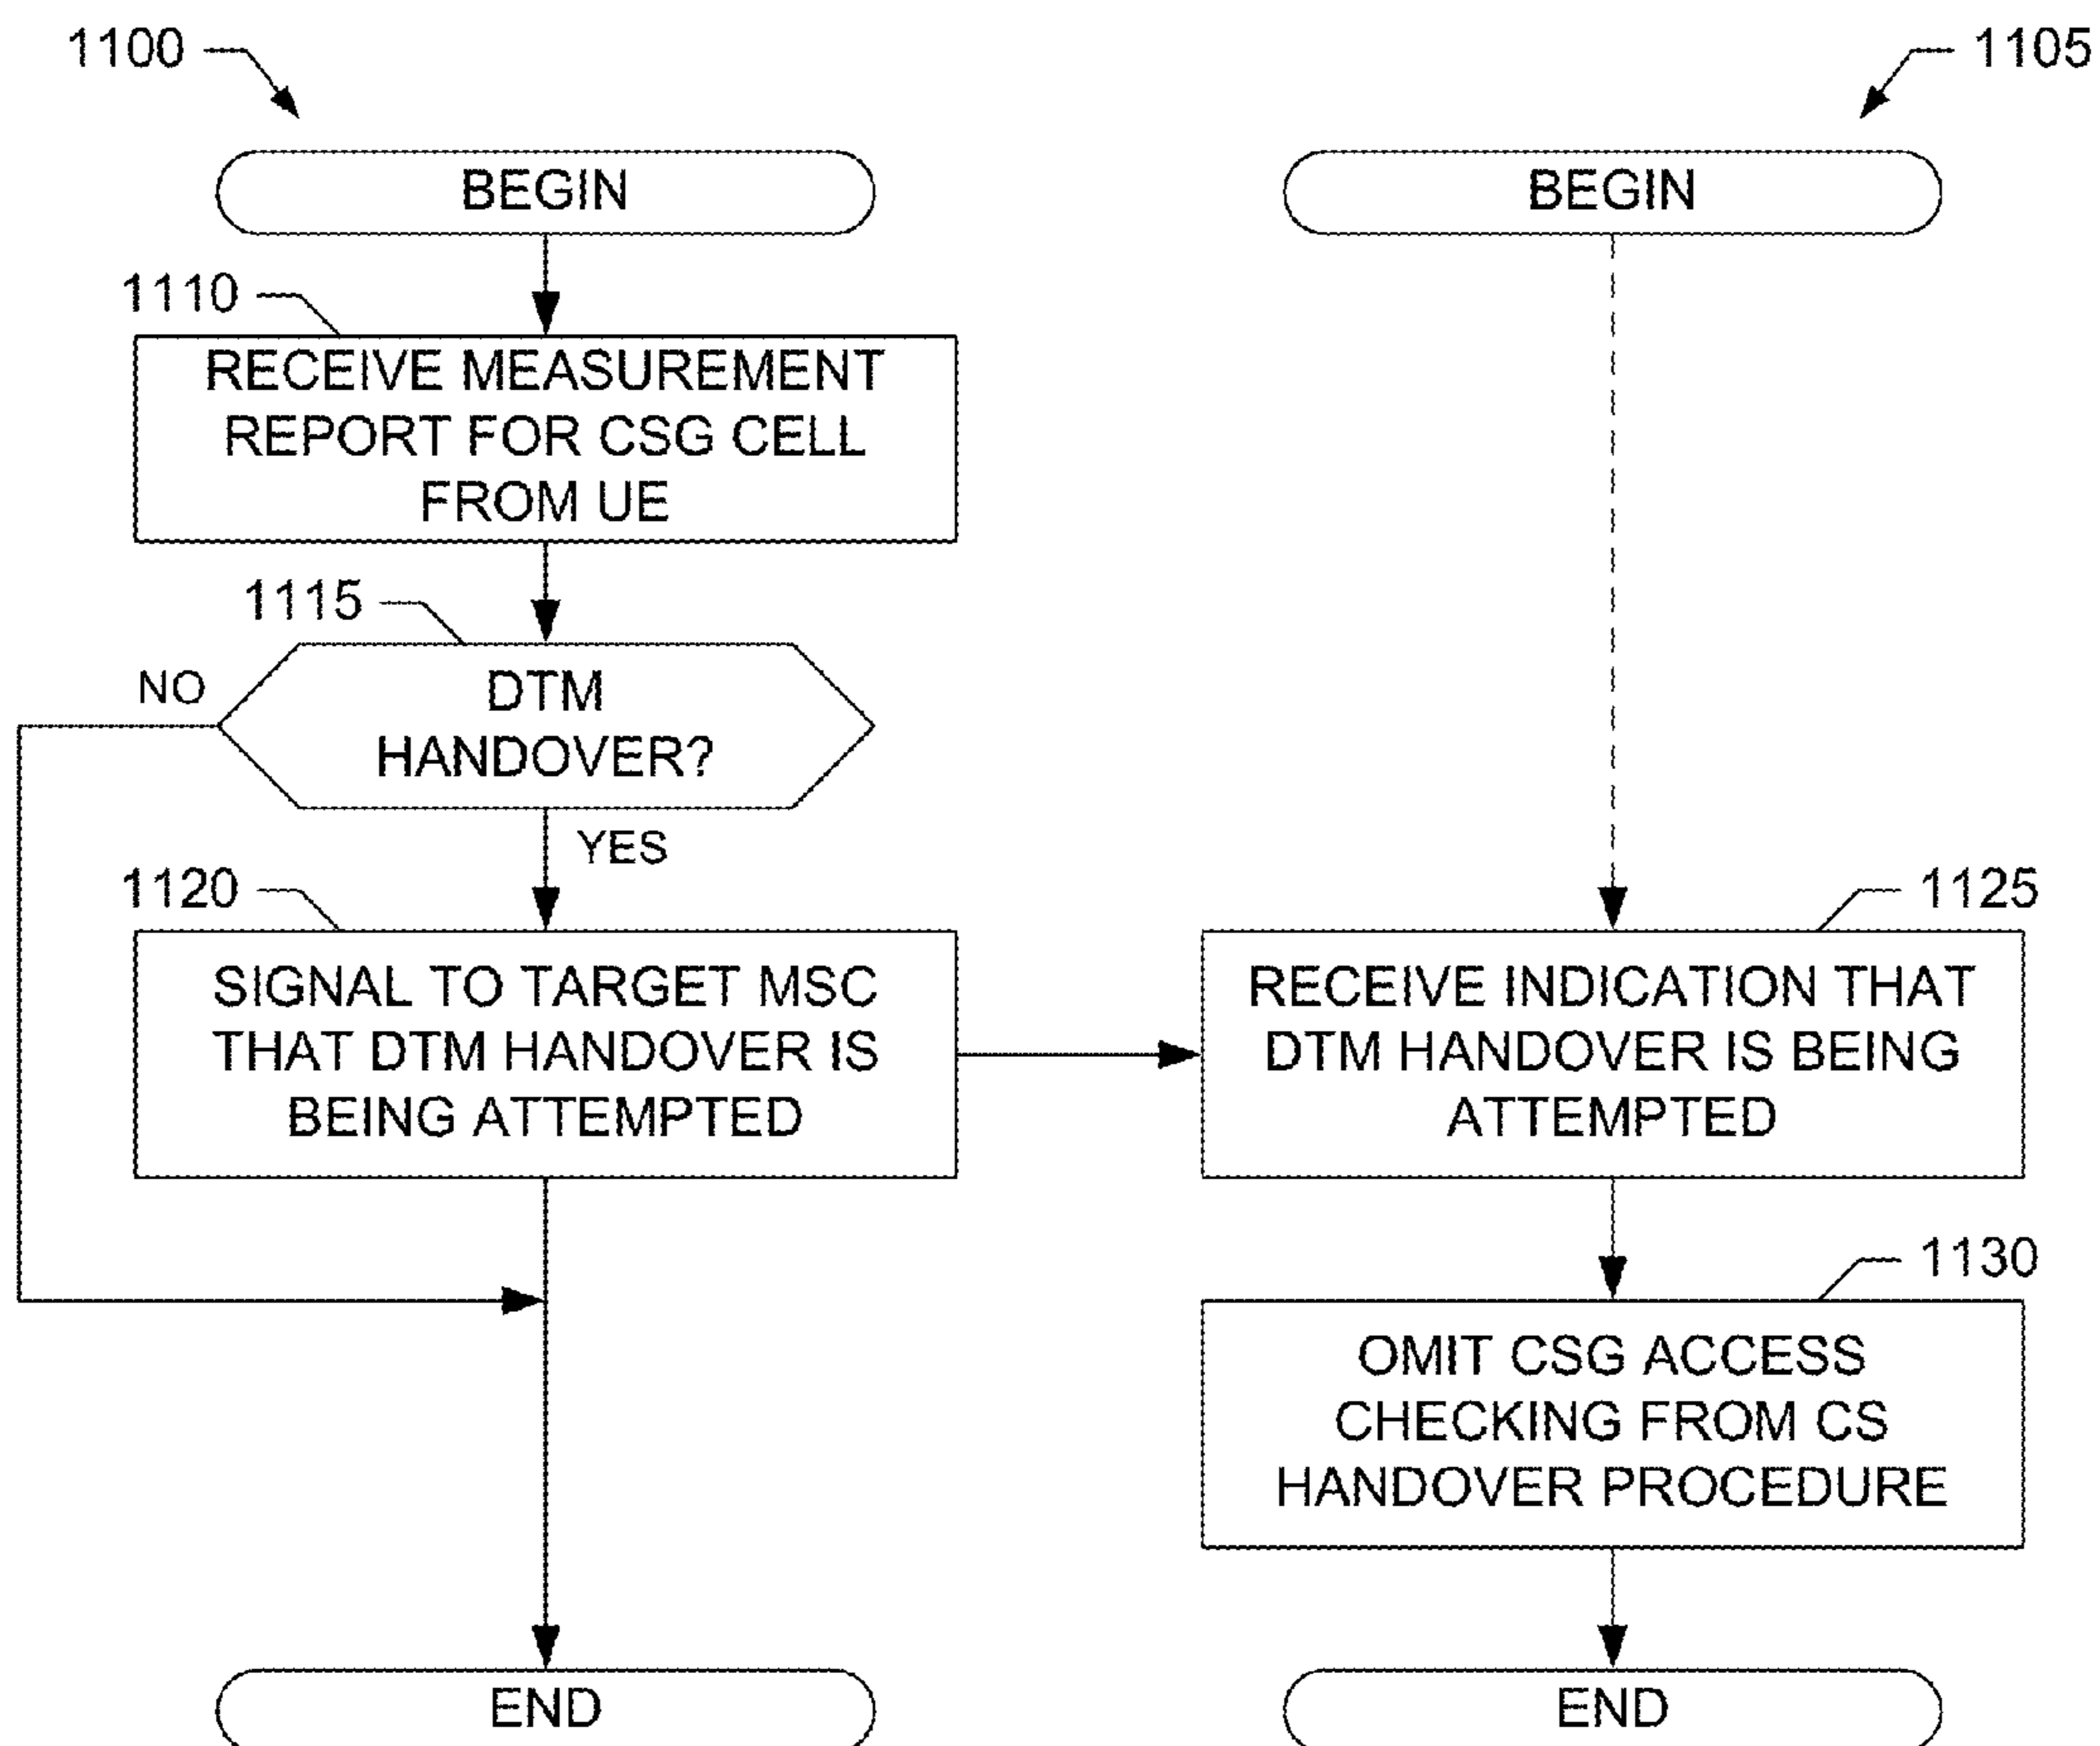 1100
1105
BEGIN
BEGIN
1110
RECEIVE MEASUREMENT
REPORT FOR CSG CELL
FROM UE
1115
NO
DTM
HANDOVER?
YES
1120
SIGNAL TO TARGET MSC
THAT DTM HANDOVER IS
BEING ATTEMPTED
1125
RECEIVE INDICATION THAT
DTM HANDOVER IS BEING
ATTEMPTED
1130
OMIT CSG ACCESS
CHECKING FROM CS
HANDOVER PROCEDURE
END
END